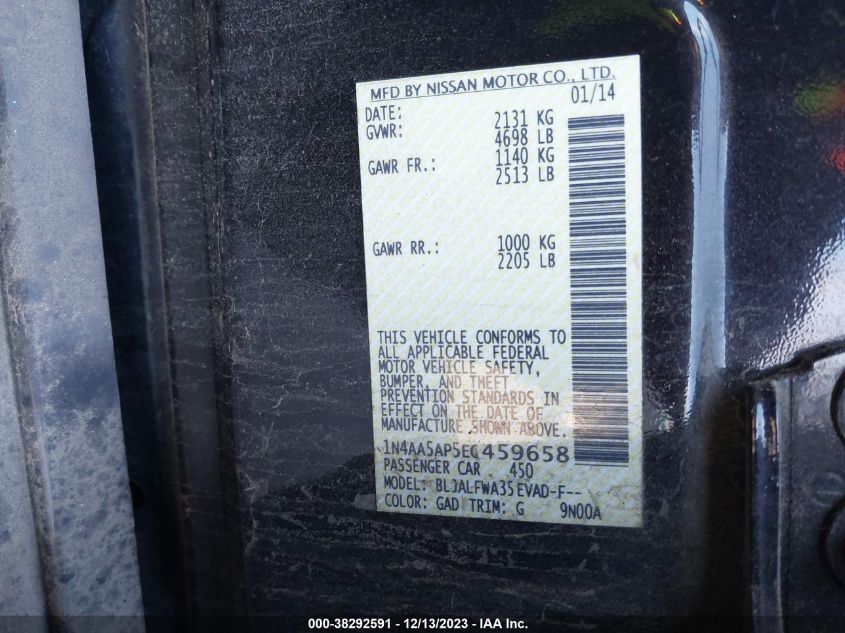 MFD BY NISSAN MOTOR CO., LTD.
DATE: 01/14
GVWR: 2131 KG
4698 LB
GAWR FR.: 1140 KG
2513 LB
GAWR RR.: 1000 KG
2205 LB
THIS VEHICLE CONFORMS TO
ALL APPLICABLE FEDERAL
MOTOR VEHICLE SAFETY,
BUMPER, AND THEFT
PREVENTION STANDARDS IN
EFFECT ON THE DATE OF
MANUFACTURE SHOWN ABOVE.
1N4AA5AP5EC459658
PASSENGER CAR 450
MODEL: BLJALFWA35EVAD-F--
COLOR: GAD TRIM: G 9N00A
000-38292591 - 12/13/2023 - IAA Inc.